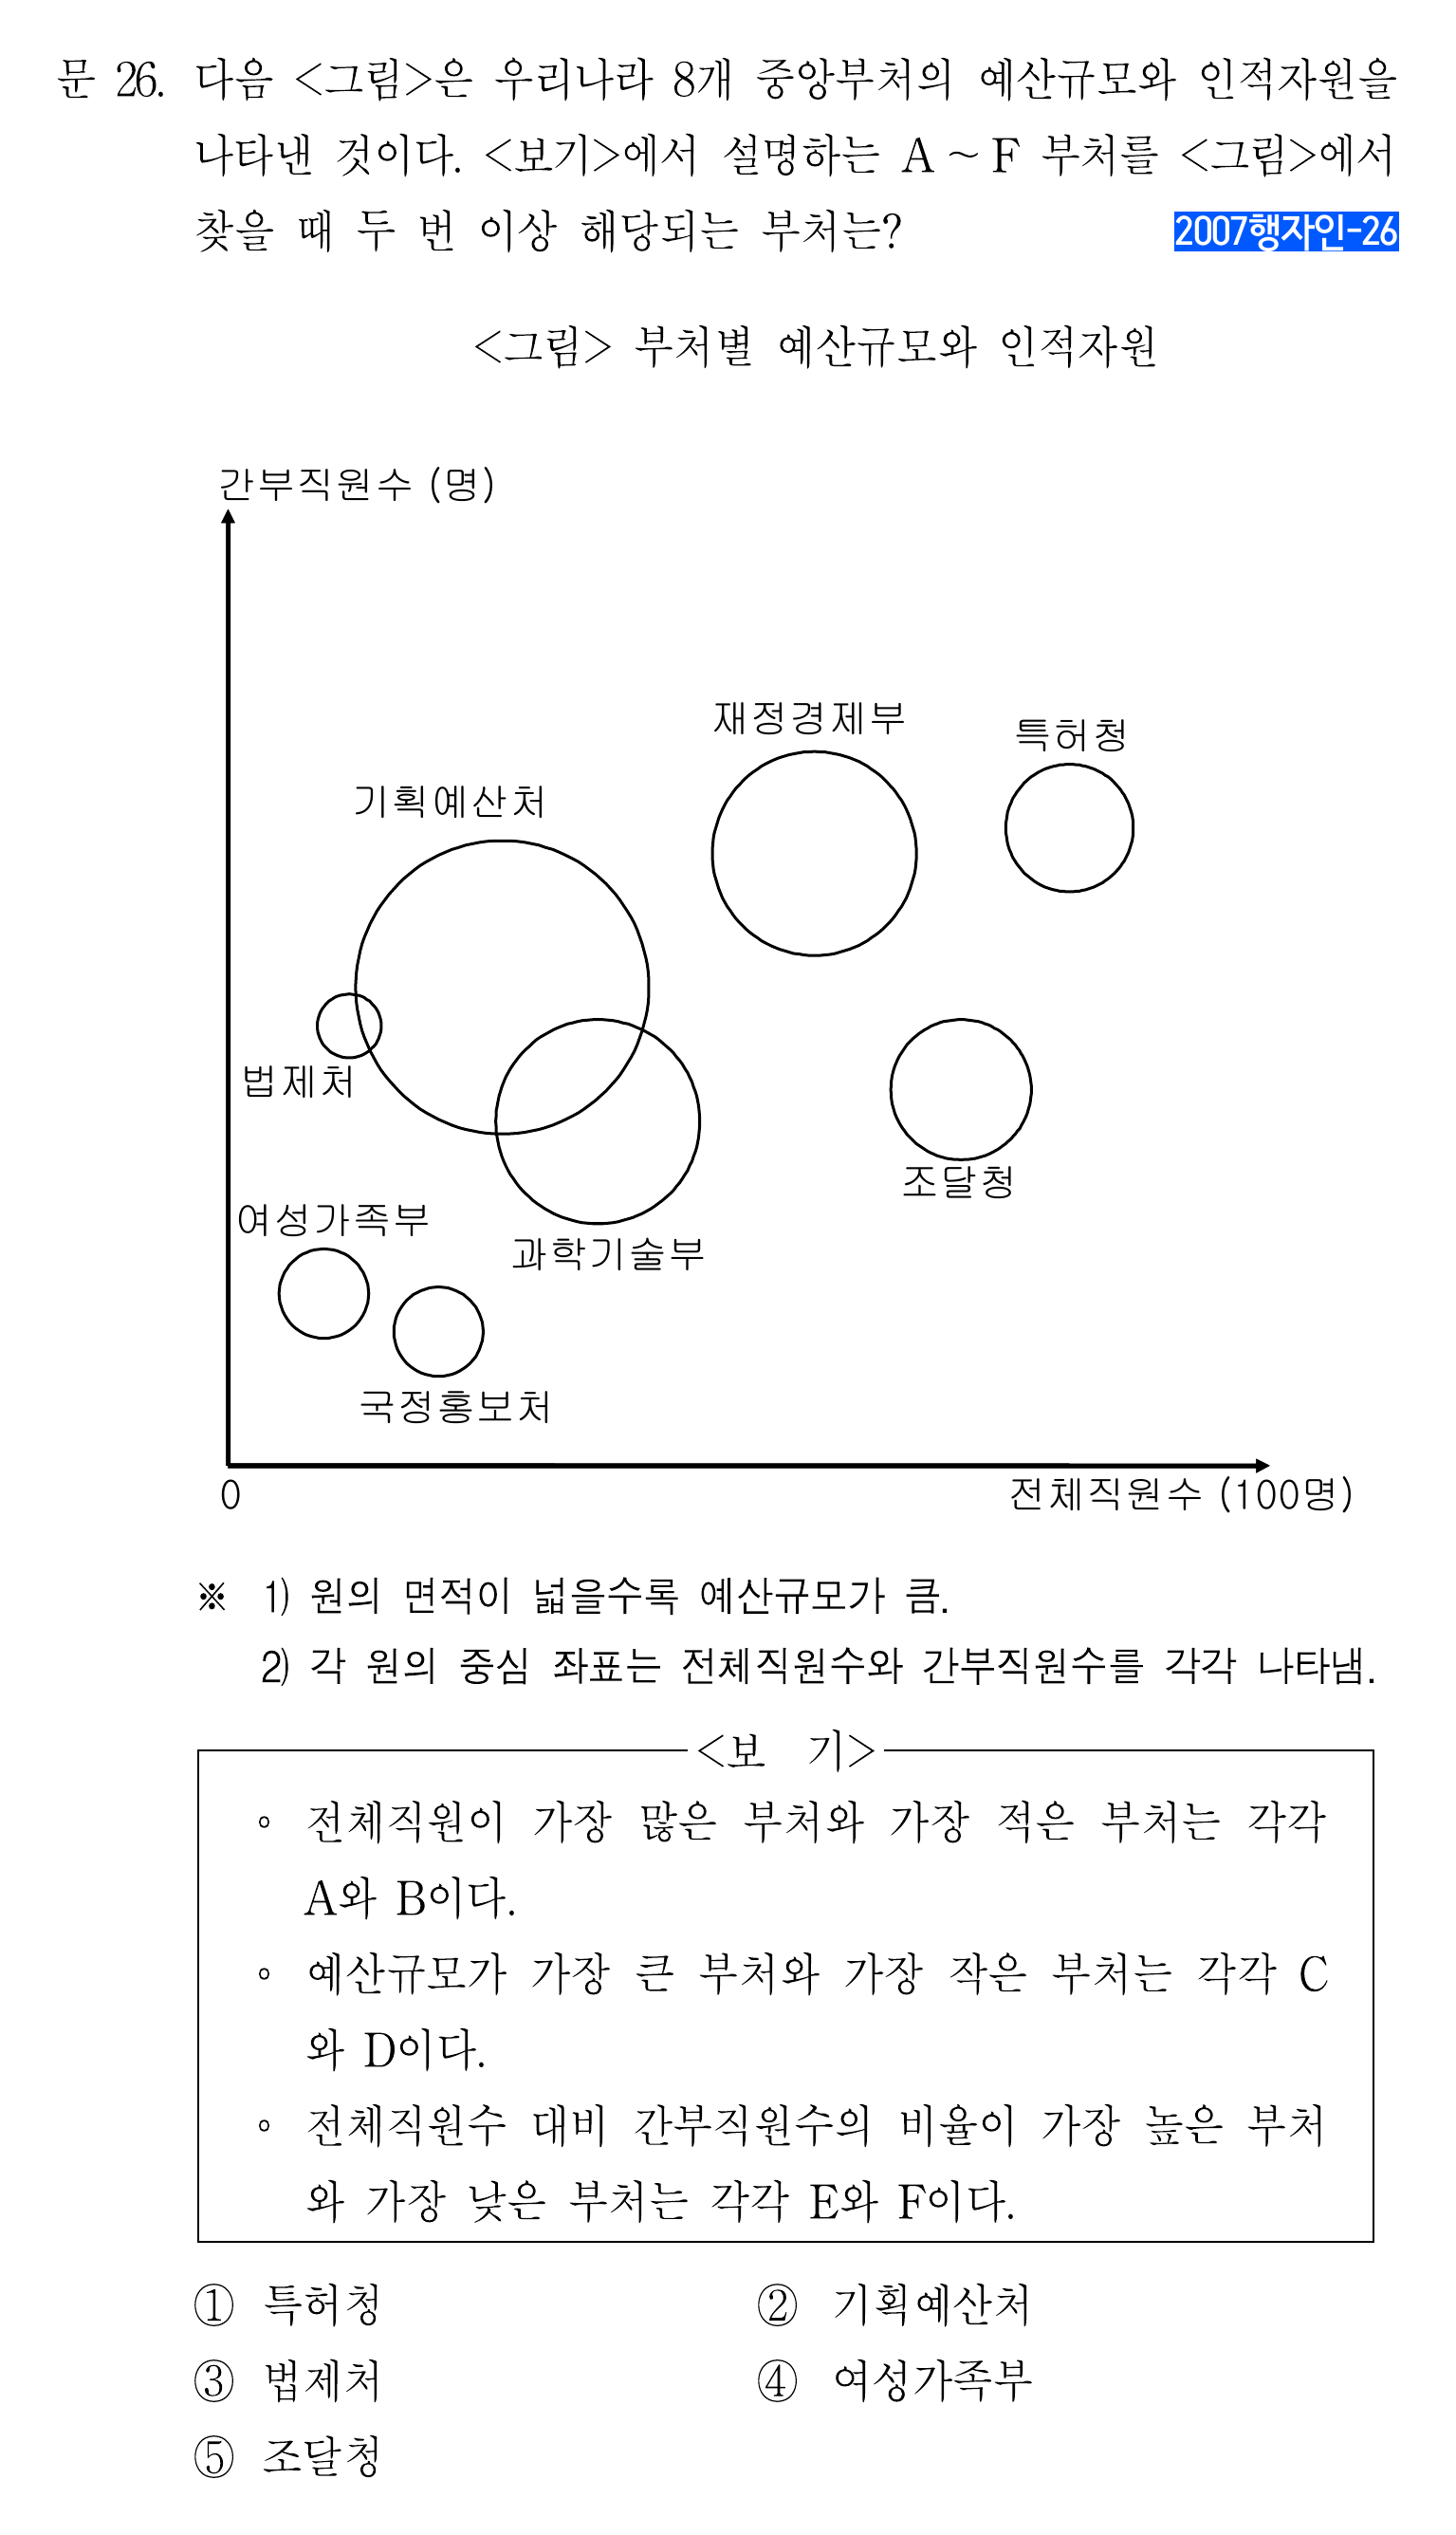 문 26. 다음 <그림>은 우리나라 8개 중앙부처의 예산규모와 인적자원을
나타낸 것이다. <보기>에서 설명하는 A～F 부처를 <그림>에서
찾을 때 두 번 이상 해당되는 부처는?
2007행자인-26
<그림> 부처별 예산규모와 인적자원
간부직원수 (명)
재정경제부
특허청
기획예산처
법제처
조달청
여성가족부
과학기술부
국정홍보처
0
전체직원수 (100명)
※ 1) 원의 면적이 넓을수록 예산규모가 큼.
2) 각 원의 중심 좌표는 전체직원수와 간부직원수를 각각 나타냄.
<보 기>
◦ 전체직원이 가장 많은 부처와 가장 적은 부처는 각각
A와 B이다.
◦ 예산규모가 가장 큰 부처와 가장 작은 부처는 각각 C
와 D이다.
◦ 전체직원수 대비 간부직원수의 비율이 가장 높은 부처
와 가장 낮은 부처는 각각 E와 F이다.
① 특허청 ② 기획예산처
③ 법제처 ④ 여성가족부
⑤ 조달청